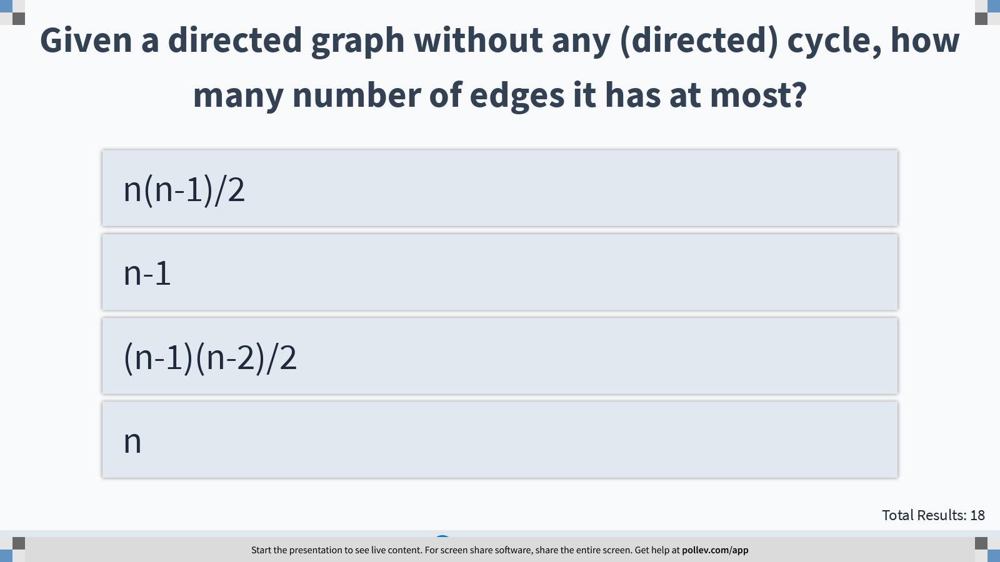 Given a directed graph without any (directed) cycle, how
many number of edges it has at most?
n(n-1)/2
n-1
(n-1)(n-2)/2
n
Total Results: 18
Start the presentation to see live content. For screen share software, share the entire screen. Get help at pollev.com/app